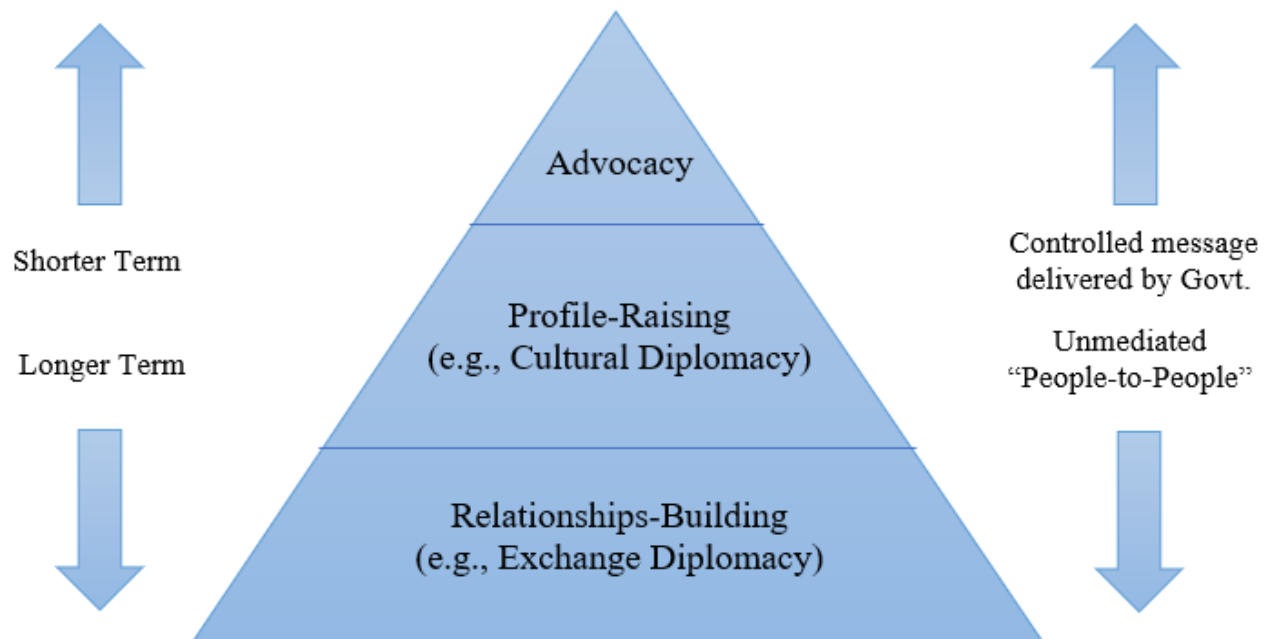 Advocacy
Shorter Term
Controlled message
delivered by Govt.
Profile-Raising
(e.g., Cultural Diplomacy)
Longer Term
Unmediated
“People-to-People”
Relationships-Building
(e.g., Exchange Diplomacy)